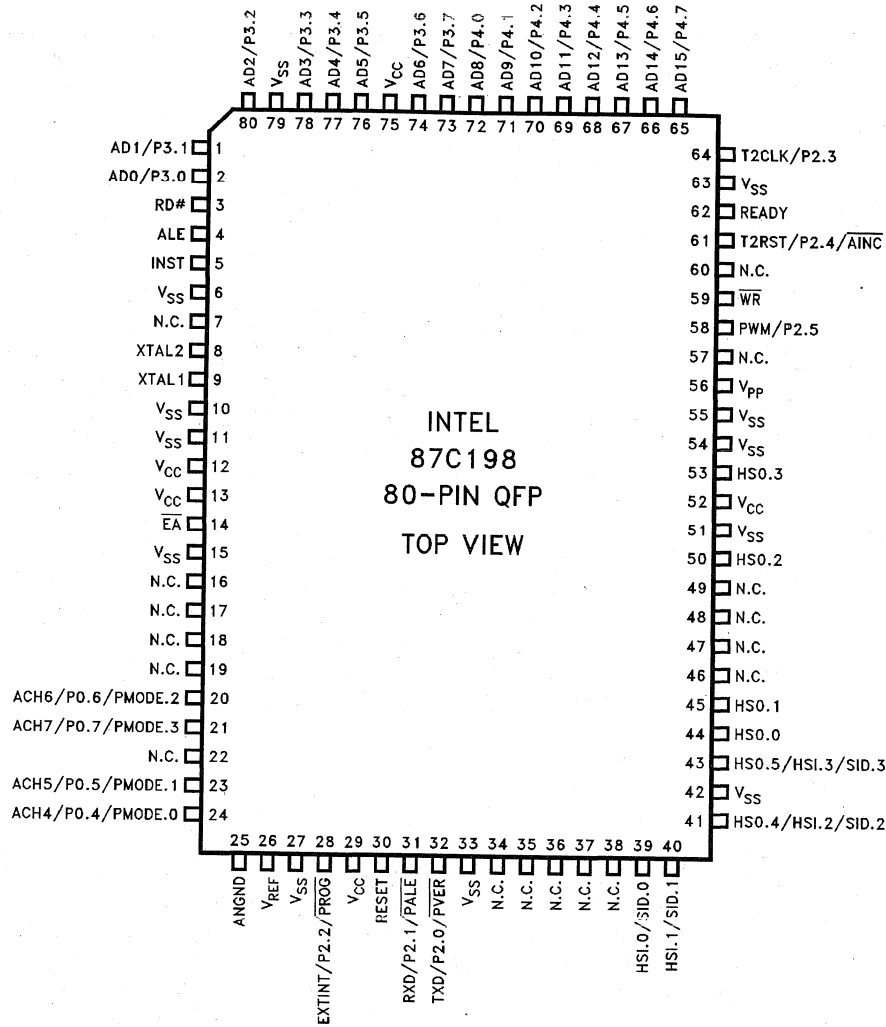 AD2/P3.2
VSS
AD3/P3.3
AD4/P3.4
AD5/P3.5
VCC
AD6/P3.6
AD7/P3.7
AD8/P4.0
AD9/P4.1
AD10/P4.2
AD11/P4.3
AD12/P4.4
AD13/P4.5
AD14/P4.6
AD15/P4.7
80 79 78 77 76 75 74 73 72 71 70 69 68 67 66 65
AD1/P3.1 1
AD0/P3.0 2
RD# 3
ALE 4
INST 5
VSS 6
N.C. 7
XTAL2 8
XTAL1 9
VSS 10
VSS 11
VCC 12
VCC 13
EA 14
VSS 15
N.C. 16
N.C. 17
N.C. 18
N.C. 19
ACH6/P0.6/PMODE.2 20
ACH7/P0.7/PMODE.3 21
N.C. 22
ACH5/P0.5/PMODE.1 23
ACH4/P0.4/PMODE.0 24
INTEL
87C198
80-PIN QFP
TOP VIEW
64 T2CLK/P2.3
63 VSS
62 READY
61 T2RST/P2.4/AINC
60 N.C.
59 WR
58 PWM/P2.5
57 N.C.
56 VPP
55 VSS
54 VSS
53 HSO.3
52 VCC
51 VSS
50 HSO.2
49 N.C.
48 N.C.
47 N.C.
46 N.C.
45 HSO.1
44 HSO.0
43 HSO.5/HSI.3/SID.3
42 VSS
41 HSO.4/HSI.2/SID.2
25 26 27 28 29 30 31 32 33 34 35 36 37 38 39 40
ANGND
VREF
VSS
EXTINT/P2.2/PROG
VCC
RESET
RXD/P2.1/PALE
TXD/P2.0/PVER
VSS
N.C.
N.C.
N.C.
N.C.
N.C.
HSI.0/SID.0
HSI.1/SID.1